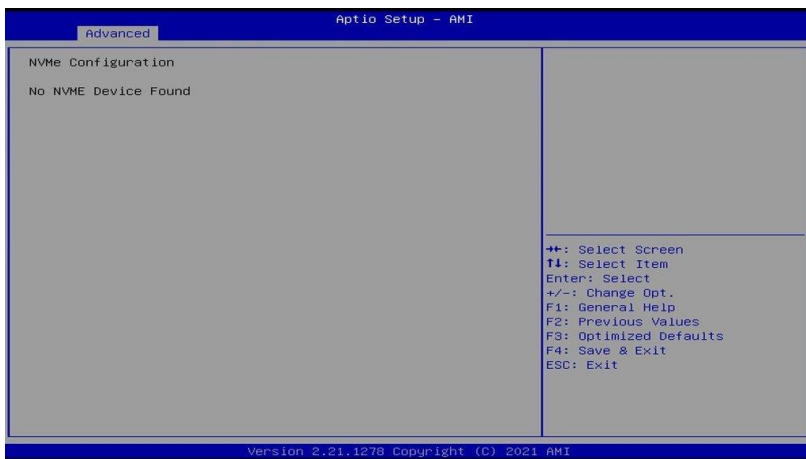 Aptio Setup – AMI
Advanced
NVMe Configuration
No NVME Device Found
→←: Select Screen
↑↓: Select Item
Enter: Select
+/-: Change Opt.
F1: General Help
F2: Previous Values
F3: Optimized Defaults
F4: Save & Exit
ESC: Exit
Version 2.21.1278 Copyright (C) 2021 AMI